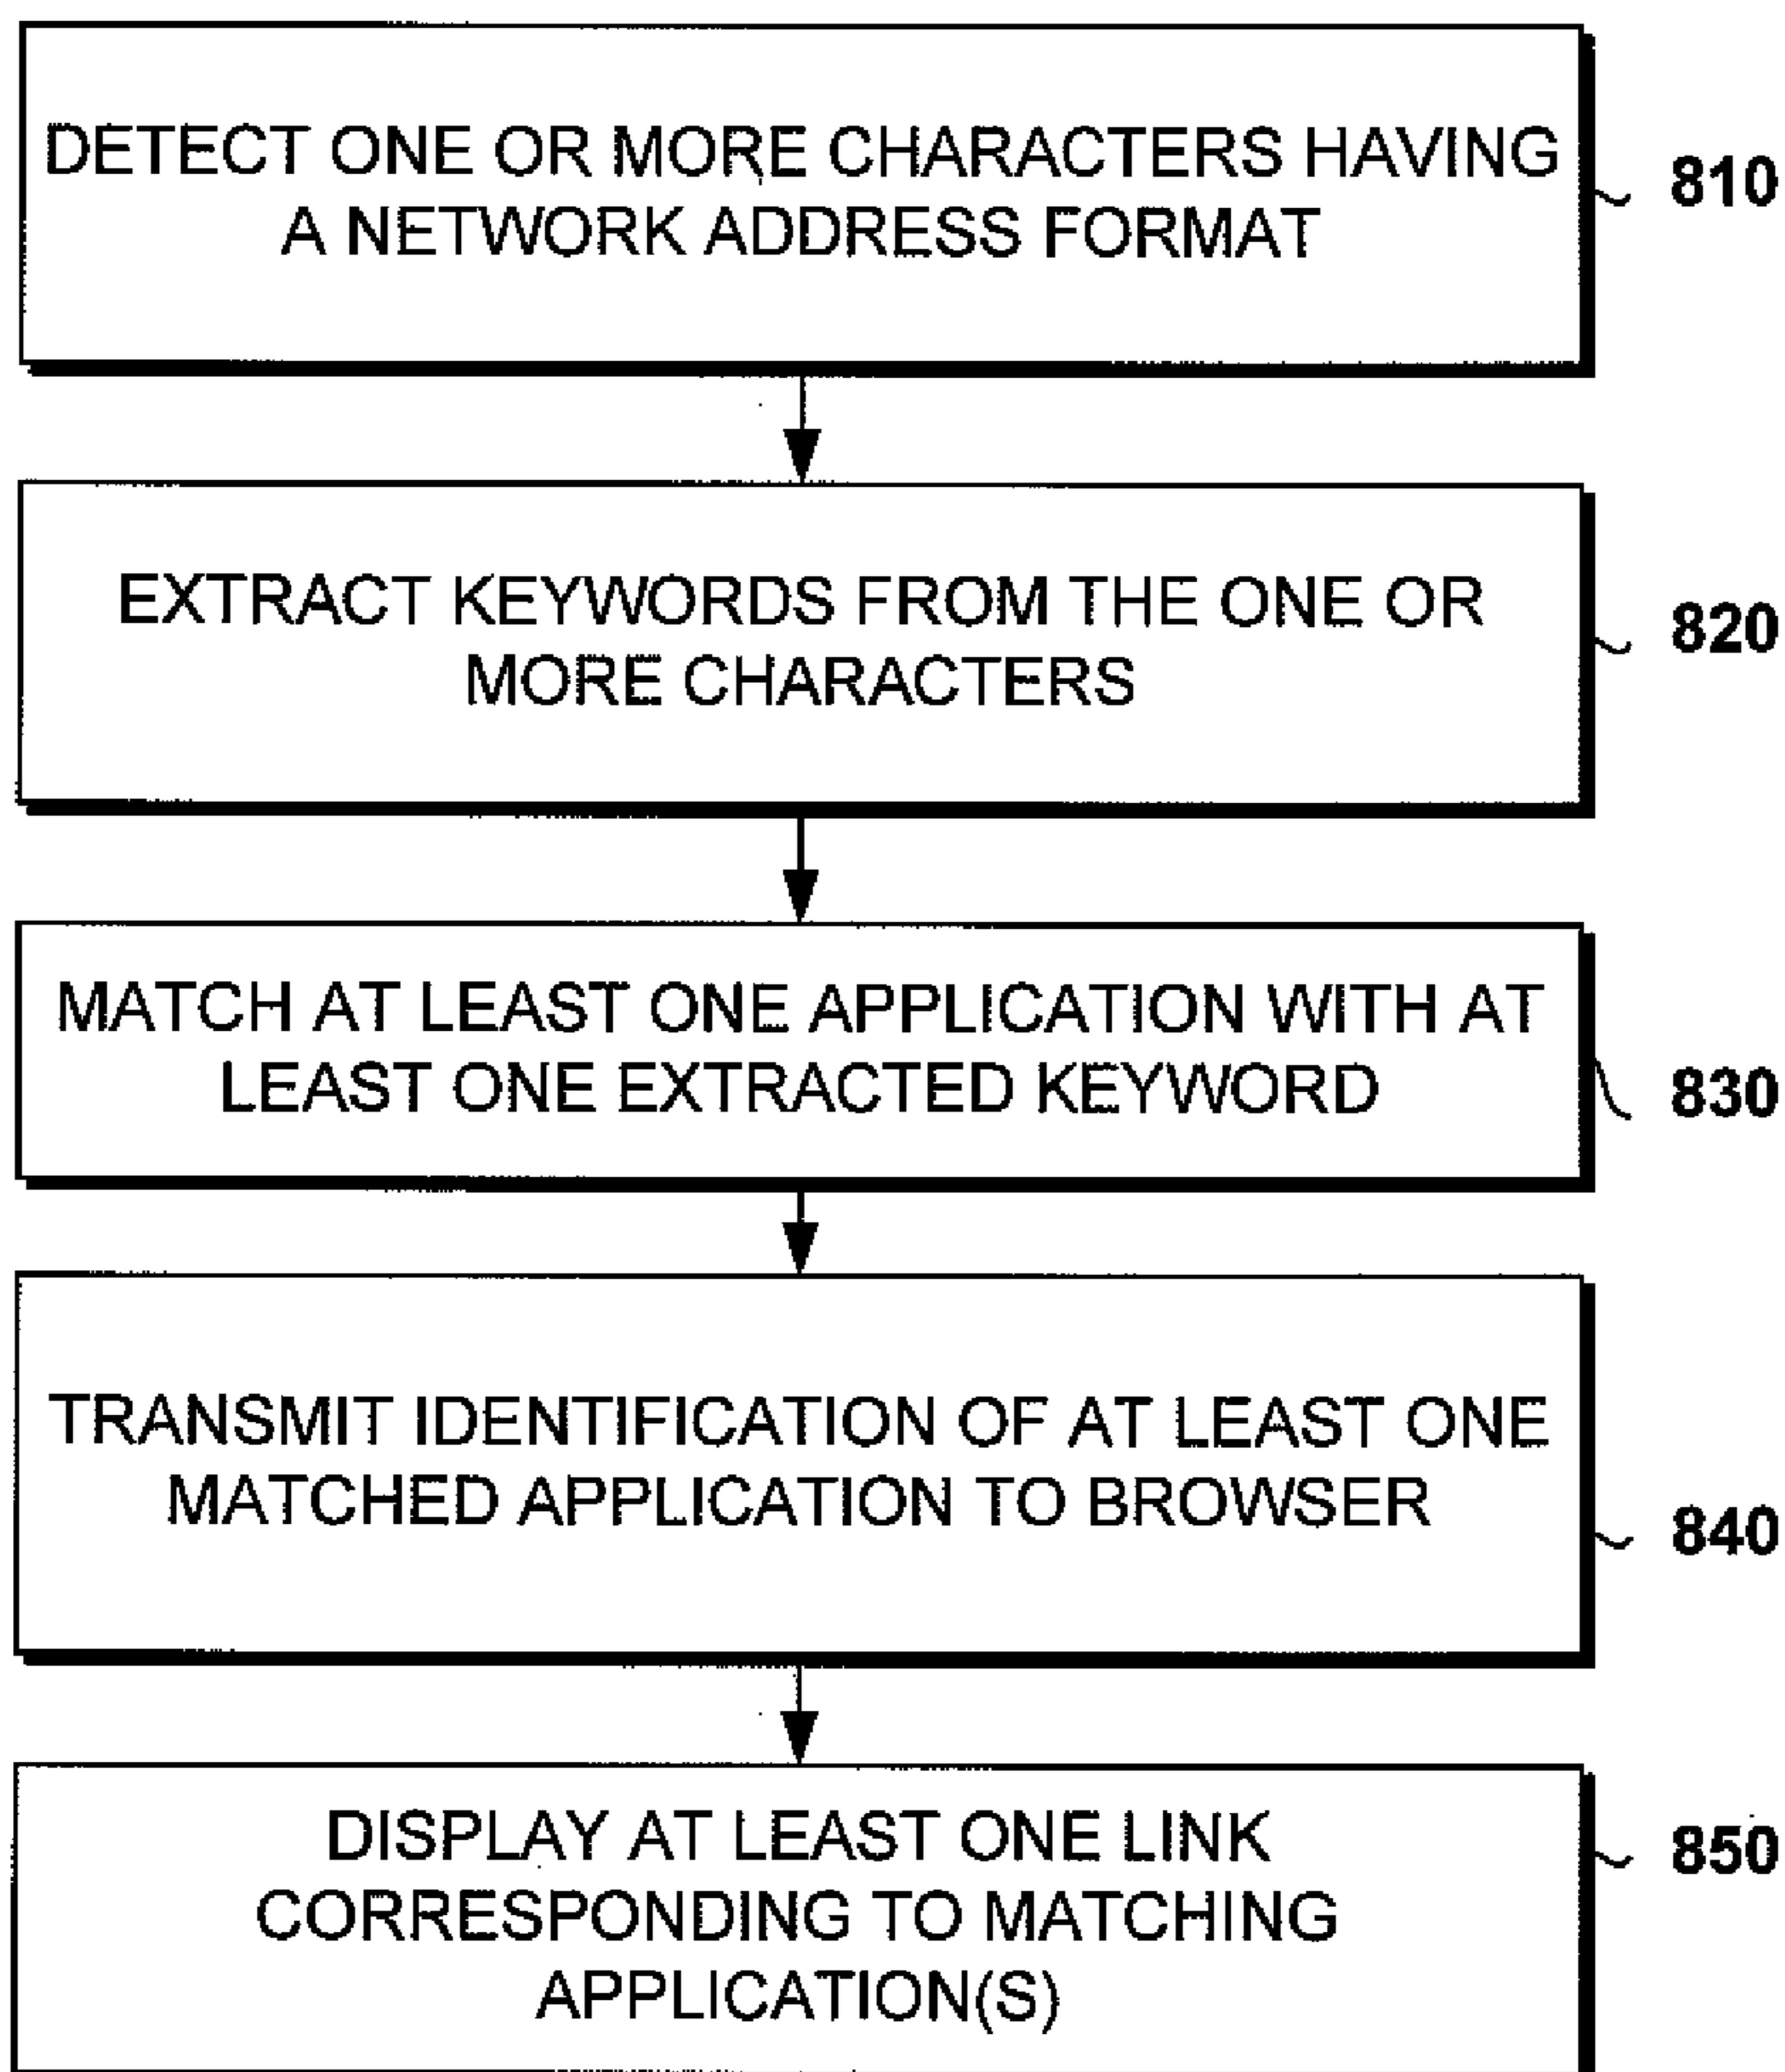 DETECT ONE OR MORE CHARACTERS HAVING
A NETWORK ADDRESS FORMAT
810
EXTRACT KEYWORDS FROM THE ONE OR
MORE CHARACTERS
820
MATCH AT LEAST ONE APPLICATION WITH AT
LEAST ONE EXTRACTED KEYWORD
830
TRANSMIT IDENTIFICATION OF AT LEAST ONE
MATCHED APPLICATION TO BROWSER
840
DISPLAY AT LEAST ONE LINK
CORRESPONDING TO MATCHING
APPLICATION(S)
850